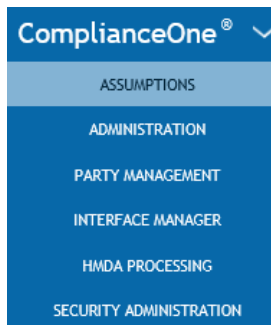 ComplianceOne®
ASSUMPTIONS
ADMINISTRATION
PARTY MANAGEMENT
INTERFACE MANAGER
HMDA PROCESSING
SECURITY ADMINISTRATION